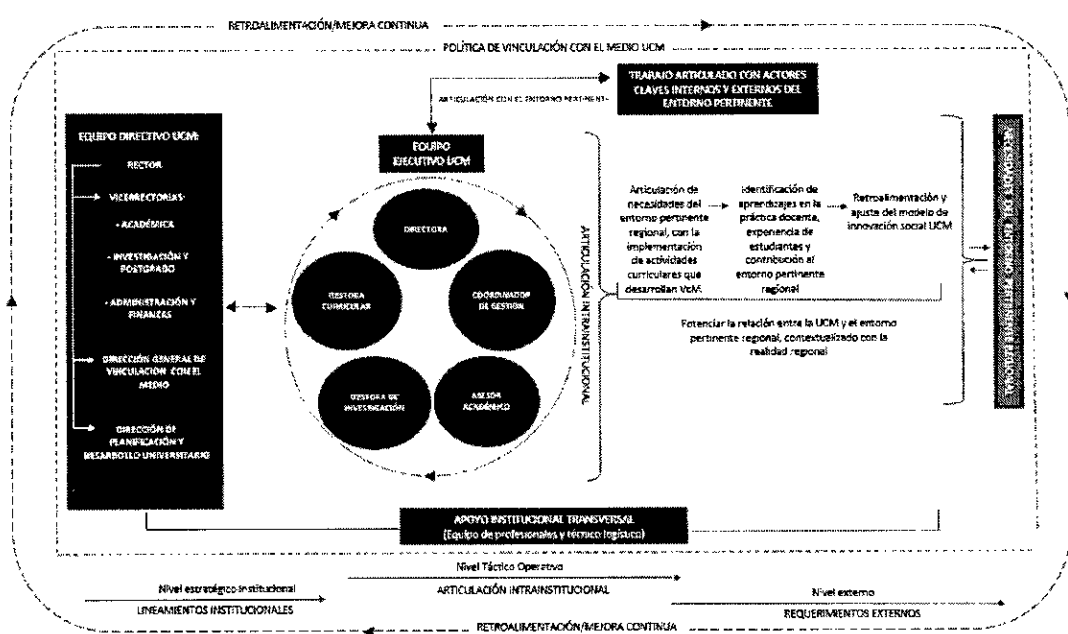 RETROALIMENTACIÓN/MEJORA CONTINUA
POLÍTICA DE VINCULACIÓN CON EL MEDIO UCM
TRABAJO ARTICULADO CON ACTORES
CLAVES INTERNOS Y EXTERNOS DEL
ENTORNO PERTINENTE
ARTICULACIÓN CON EL ENTORNO PERTINENTE
EQUIPO DIRECTIVO UCM:
RECTOR
VICERRECTORIAS:
- ACADÉMICA
- INVESTIGACIÓN Y
POSTGRADO
- ADMINISTRACIÓN Y
FINANZAS
DIRECCIÓN GENERAL DE
VINCULACIÓN CON EL
MEDIO
DIRECCIÓN DE
PLANIFICACIÓN Y
DESARROLLO UNIVERSITARIO
EQUIPO
EJECUTIVO UCM
DIRECTORA
GESTORA
CURRICULAR
COORDINADOR
DE GESTIÓN
GESTORA DE
INVESTIGACIÓN
ASESOR
ACADÉMICO
ARTICULACIÓN INTRAINSTITUCIONAL
Articulación de
necesidades del
entorno pertinente
regional, con la
implementación
de actividades
curriculares que
desarrollan VcM.
Identificación de
aprendizajes en la
práctica docente,
experiencia de
estudiantes y
contribución al
entorno pertinente
regional
Retroalimentación y
ajuste del modelo de
innovación social UCM
Potenciar la relación entre la UCM y el entorno
pertinente regional, contextualizado con la
realidad regional
NECESIDADES DEL ENTORNO PERTINENTE REGIONAL
APOYO INSTITUCIONAL TRANSVERSAL
(Equipo de profesionales y técnico logístico)
Nivel estratégico institucional
LINEAMIENTOS INSTITUCIONALES
Nivel Táctico Operativo
ARTICULACIÓN INTRAINSTITUCIONAL
Nivel externo
REQUERIMIENTOS EXTERNOS
RETROALIMENTACIÓN/MEJORA CONTINUA